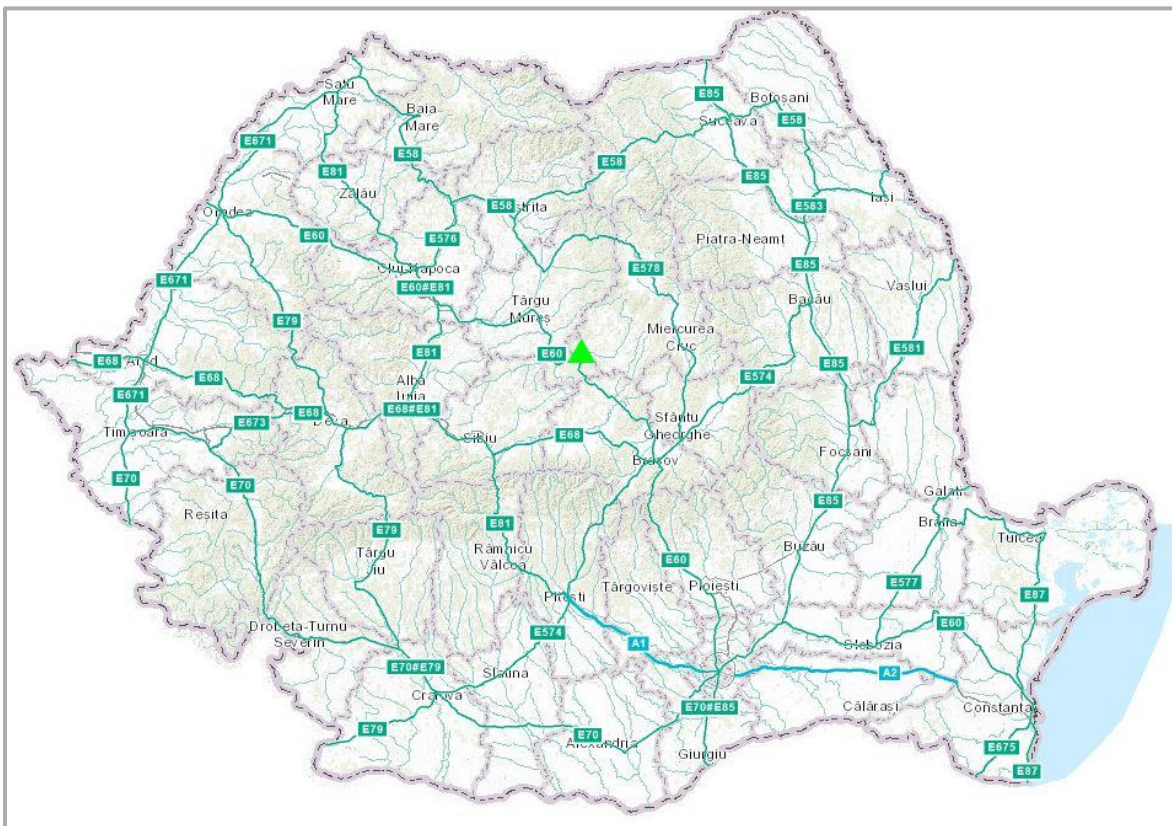 Satu
Mare
Baia
Mare
E85
Botoșani
Suceava
E58
E671
E81
E58
E58
E85
Zalău
E58
strita
E583
Iași
Oradea
E60
E576
Piatra-Neamt
Cluj-Napoca
E578
E85
E671
E60#E81
Târgu
Mureș
Bacău
Vaslui
E79
Miercurea
Ciuc
E68
Arad
E81
E60
E581
E68
Alba
Iulia
E574
E85
E671
E68
E68#E81
Sfântu
Gheorghe
Timișoara
E673
Deva
Sibiu
E68
Brașov
Focșani
E70
E70
Galați
Reșița
E85
Brăila
E79
E81
Tulcea
Târgu
Jiu
Râmnicu
Vâlcea
E60
Buzău
Pitești
Târgoviște
Ploiești
E577
E87
Drobeta-Turnu
Severin
E574
A1
E60
Slobozia
E70#E79
Slatina
A2
Craiova
E70#E85
Călărași
Constanța
E79
E70
Alexandria
Giurgiu
E675
E87